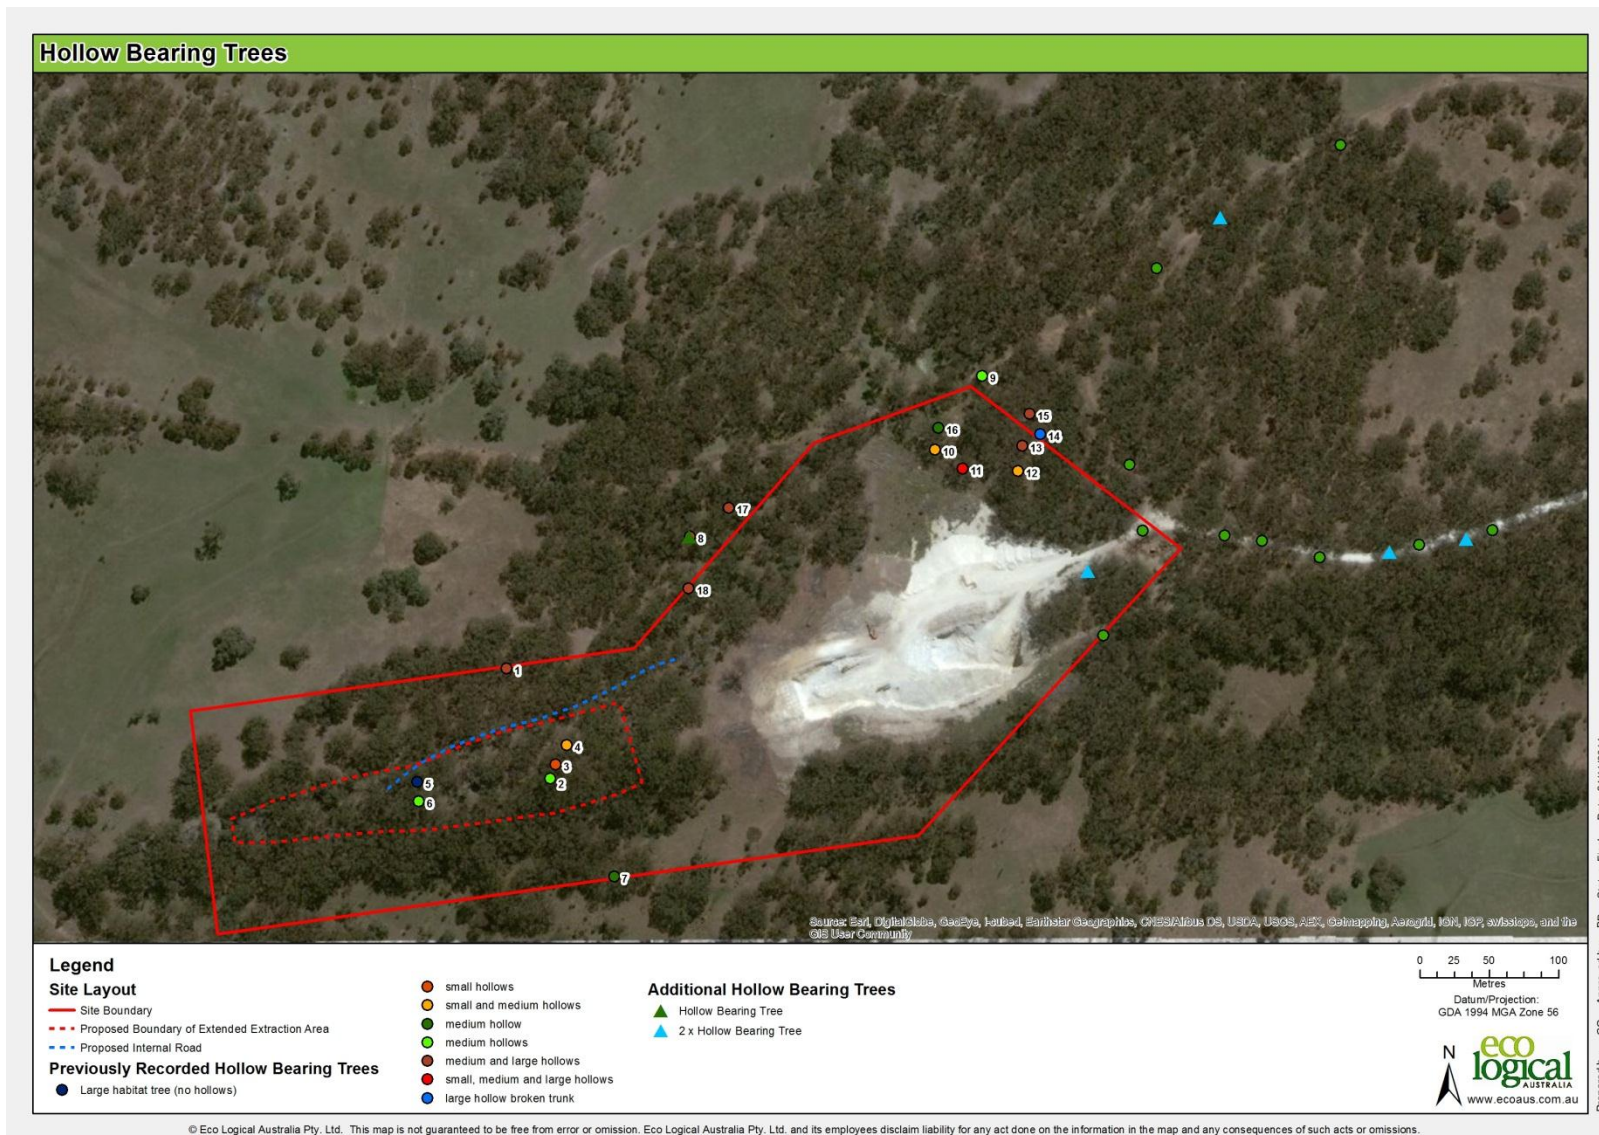 Hollow Bearing Trees
9
15
16
14
10
13
11
12
17
8
18
1
4
3
5
2
6
7
Source: Esri, DigitalGlobe, GeoEye, i-cubed, Earthstar Geographics, CNES/Airbus DS, USDA, USGS, AEX, Getmapping, Aerogrid, IGN, IGP, swisstopo, and the
GIS User Community
Legend
Site Layout
Site Boundary
Proposed Boundary of Extended Extraction Area
Proposed Internal Road
Previously Recorded Hollow Bearing Trees
Large habitat tree (no hollows)
small hollows
small and medium hollows
medium hollow
medium hollows
medium and large hollows
small, medium and large hollows
large hollow broken trunk
Additional Hollow Bearing Trees
Hollow Bearing Tree
2 x Hollow Bearing Tree
0 25 50 100
Metres
Datum/Projection:
GDA 1994 MGA Zone 56
N
eco
logical
AUSTRALIA
www.ecoaus.com.au
© Eco Logical Australia Pty. Ltd. This map is not guaranteed to be free from error or omission. Eco Logical Australia Pty. Ltd. and its employees disclaim liability for any act done on the information in the map and any consequences of such acts or omissions.